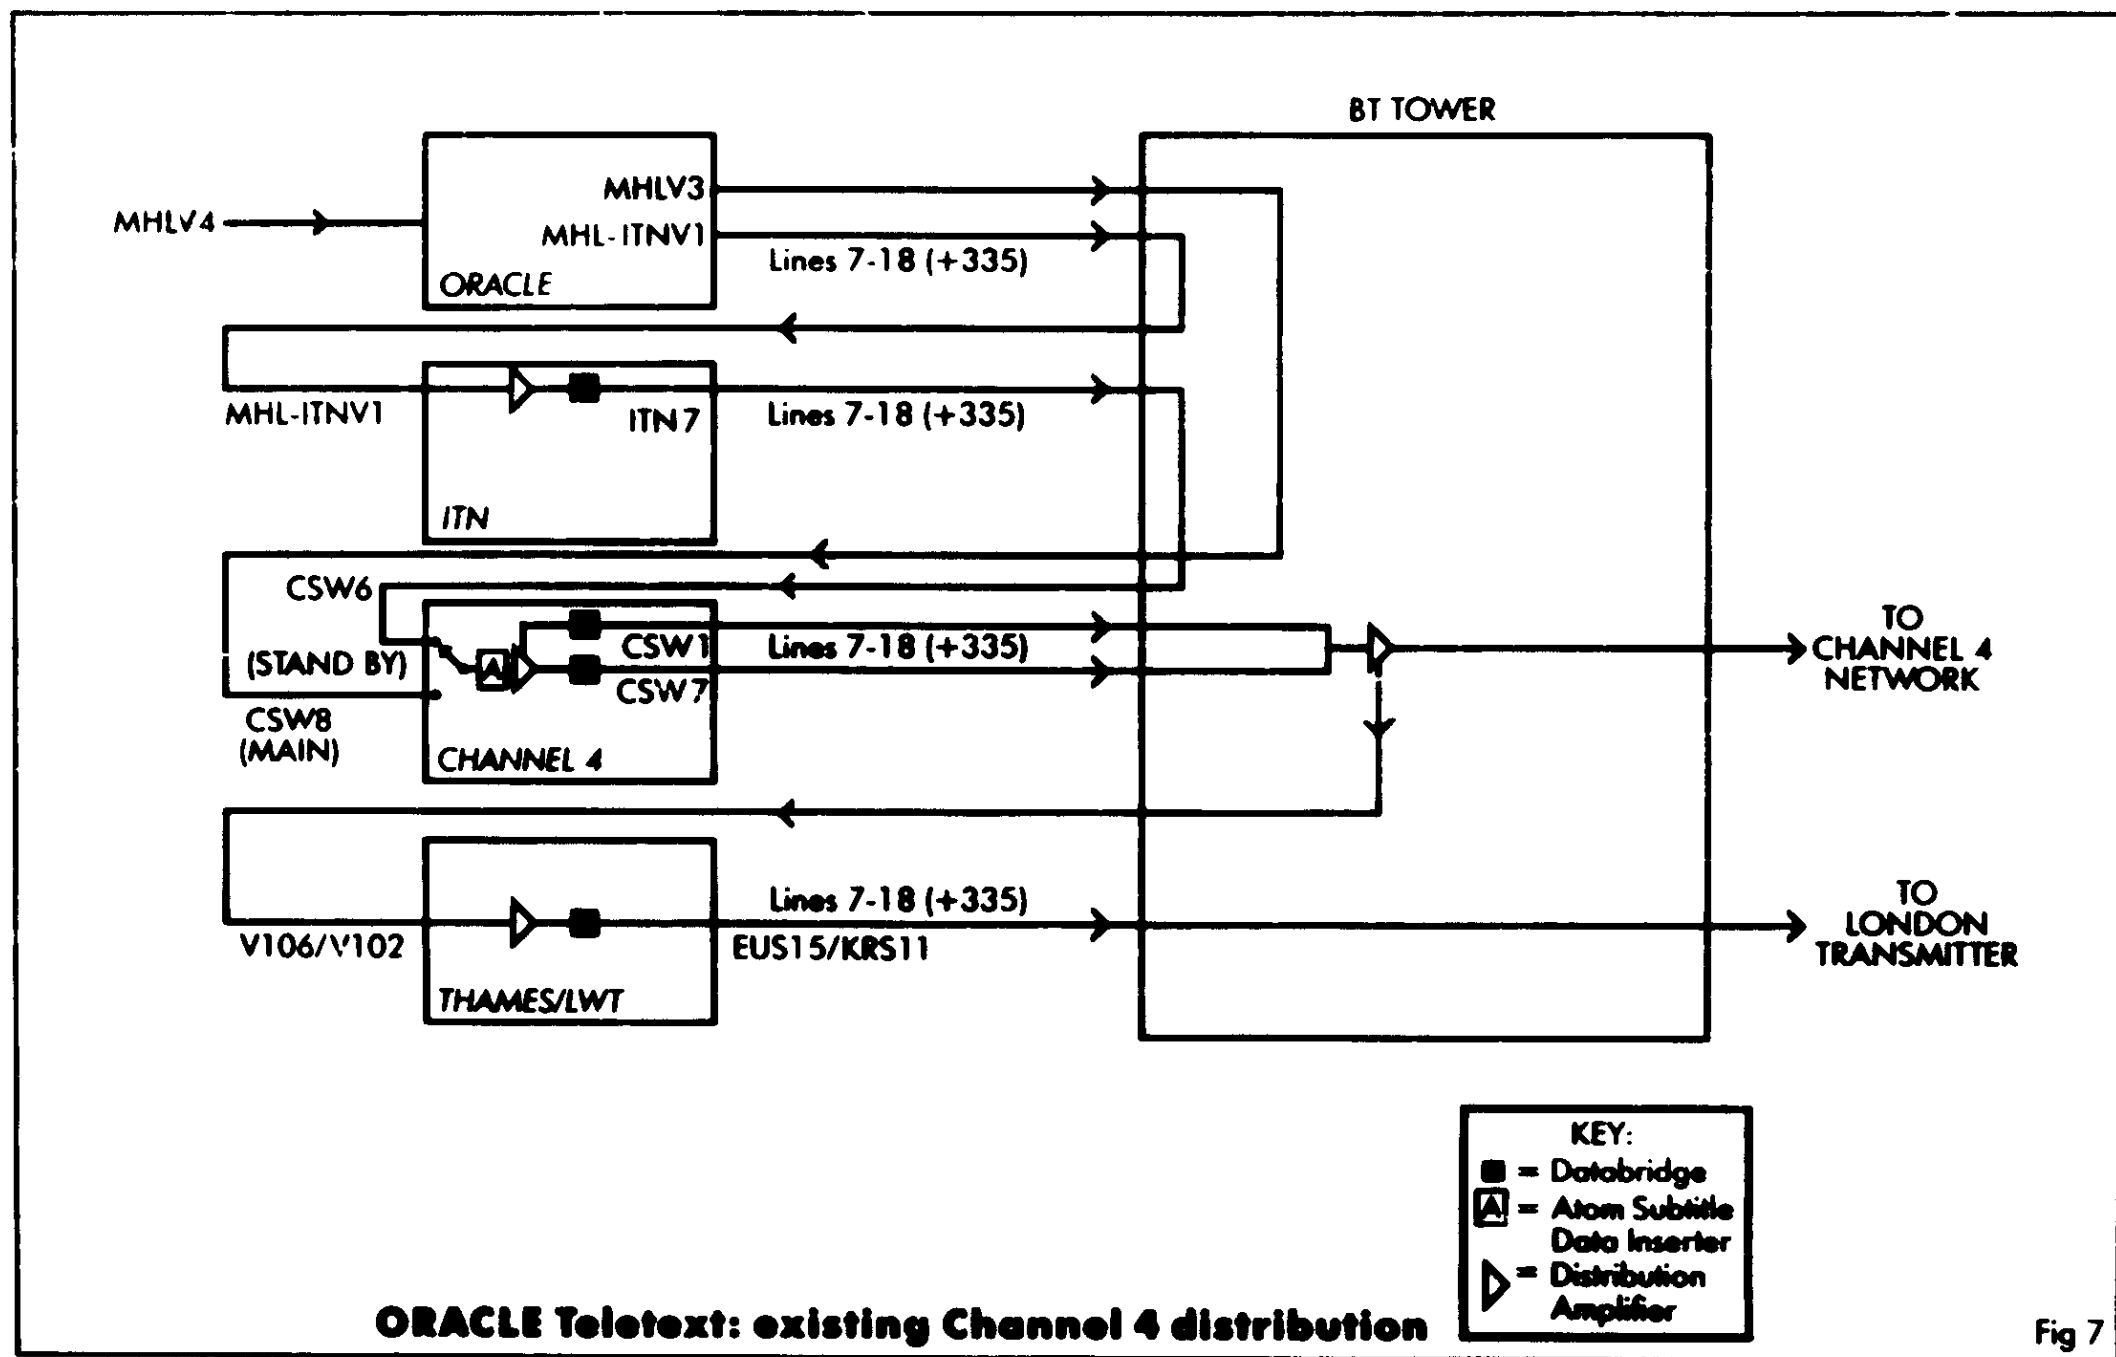 BT TOWER
MHLV3
MHLV4
MHL-ITNV1
Lines 7-18 (+335)
ORACLE
MHL-ITNV1
ITN 7
Lines 7-18 (+335)
ITN
CSW6
(STAND BY)
CSW1
Lines 7-18 (+335)
A
CSW7
CSW8
(MAIN)
CHANNEL 4
TO
CHANNEL 4
NETWORK
Lines 7-18 (+335)
V106/V102
EUS15/KRS11
THAMES/LWT
TO
LONDON
TRANSMITTER
KEY:
= Databridge
A = Atom Subtitle
Data Inserter
= Distribution
Amplifier
ORACLE Teletext: existing Channel 4 distribution
Fig 7